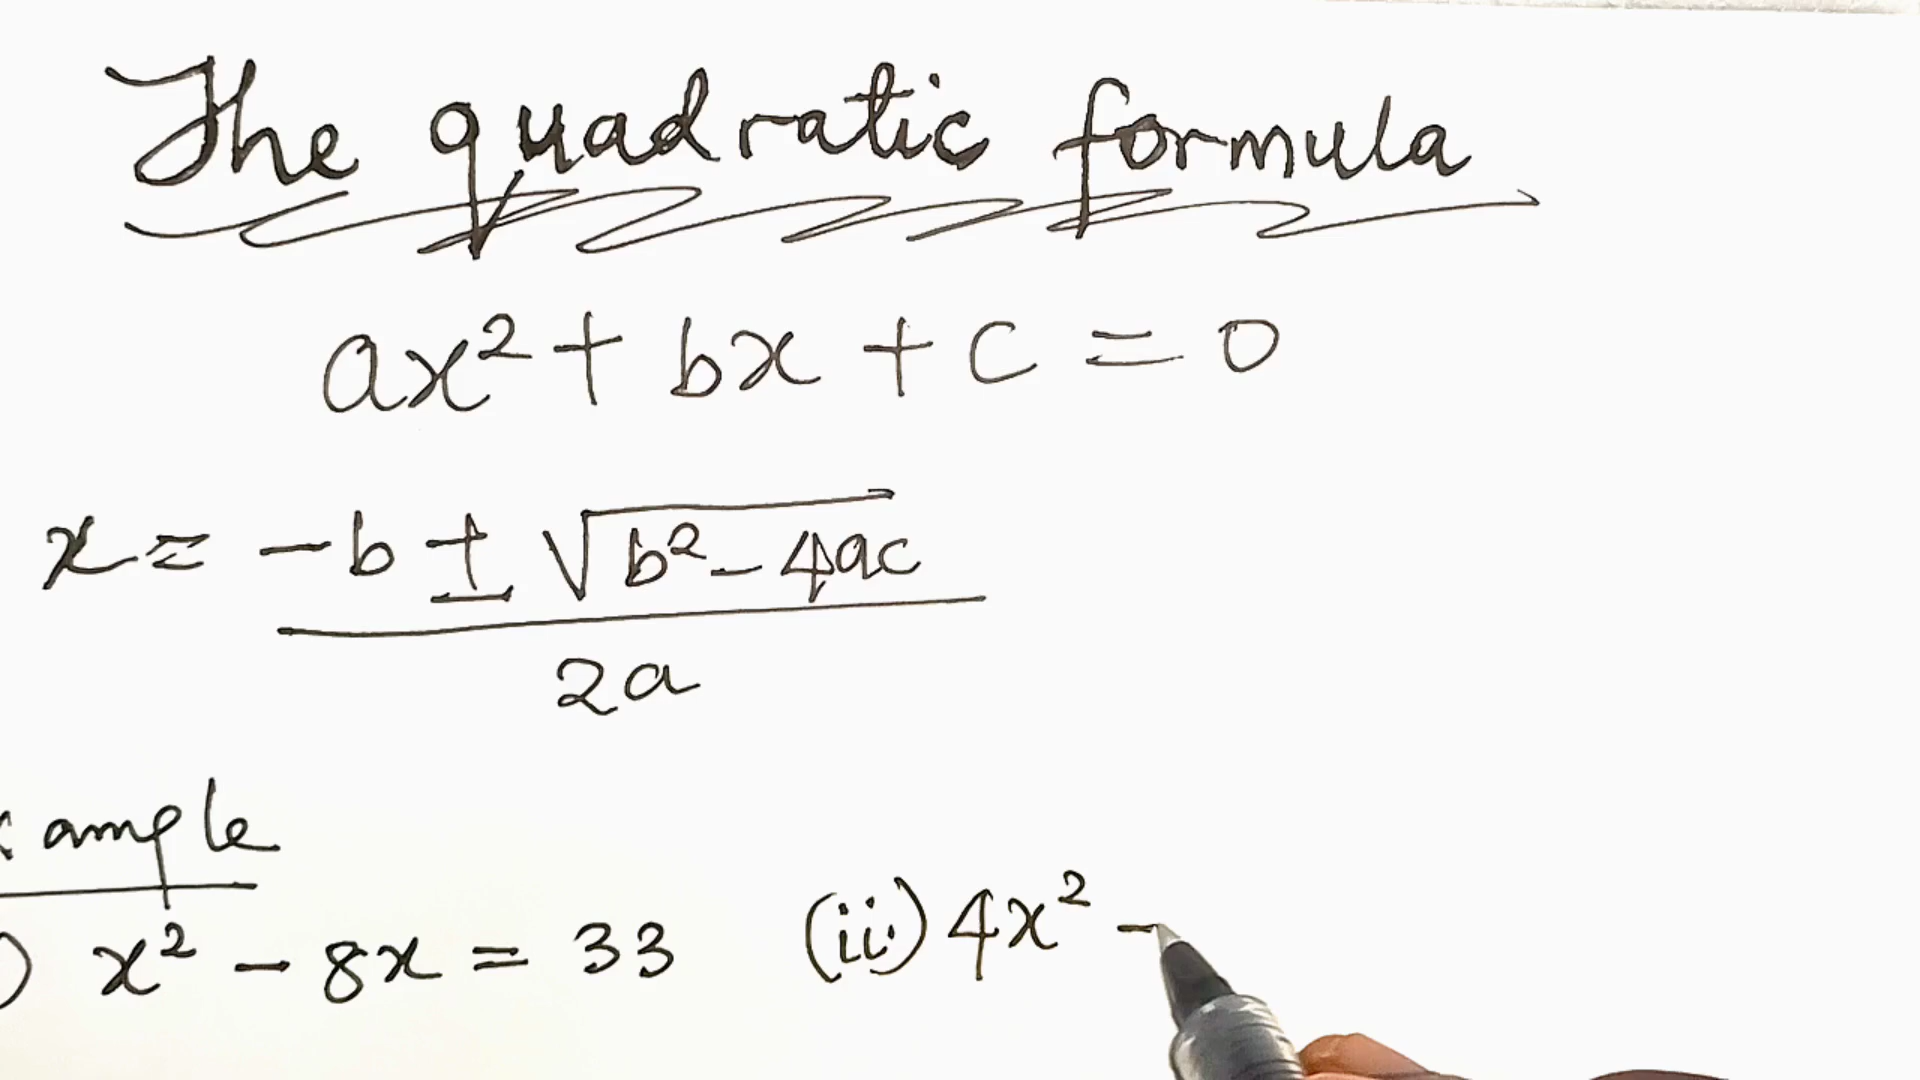 The quadratic formula
ax² + bx + c = 0
x = -b ± √b² - 4ac
2a
ample
) x² - 8x = 33 (ii) 4x² -